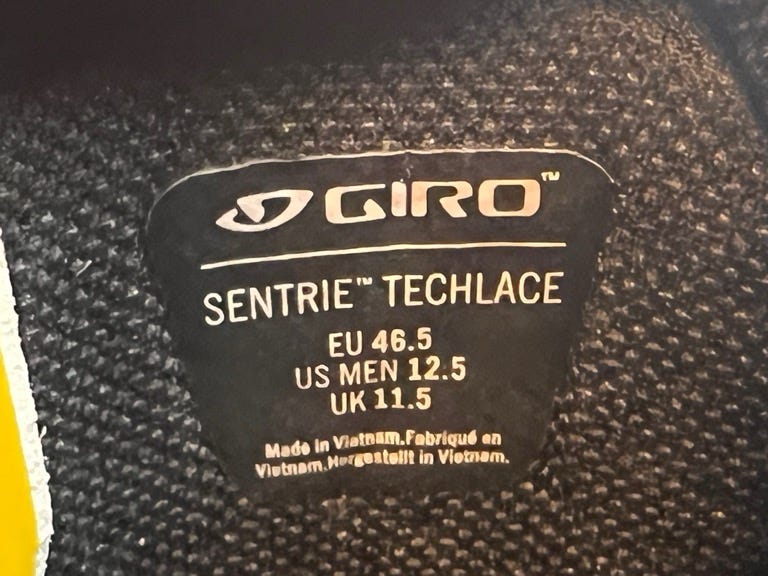 GIRO™
SENTRIE™ TECHLACE
EU 46.5
US MEN 12.5
UK 11.5
Made in Vietnam.Fabriqué en
Vietnam.Hergestellt in Vietnam.